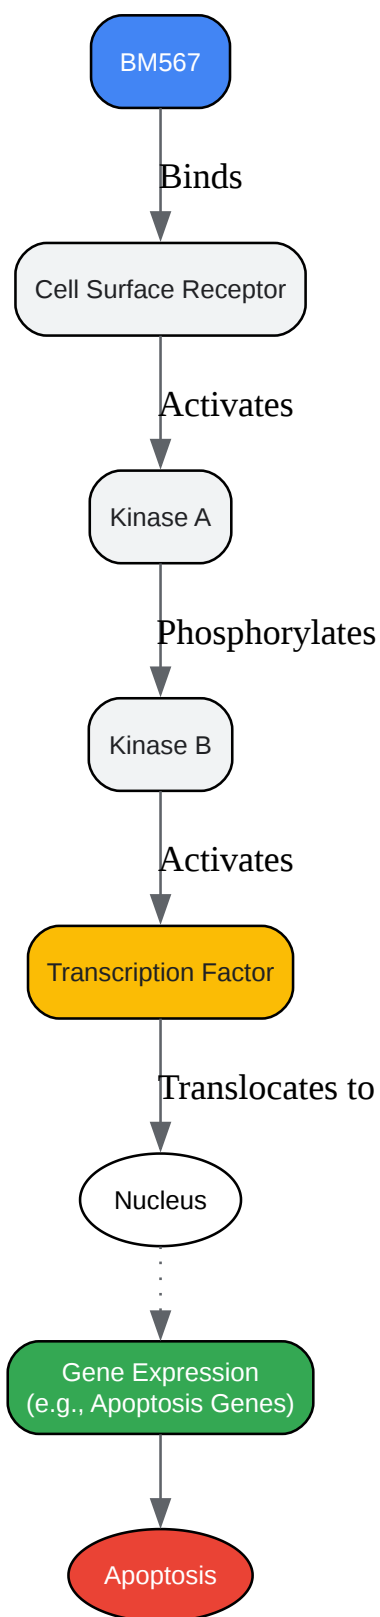 BM567
Binds
Cell Surface Receptor
Activates
Kinase A
Phosphorylates
Kinase B
Activates
Transcription Factor
Translocates to
Nucleus
Gene Expression
(e.g., Apoptosis Genes)
Apoptosis